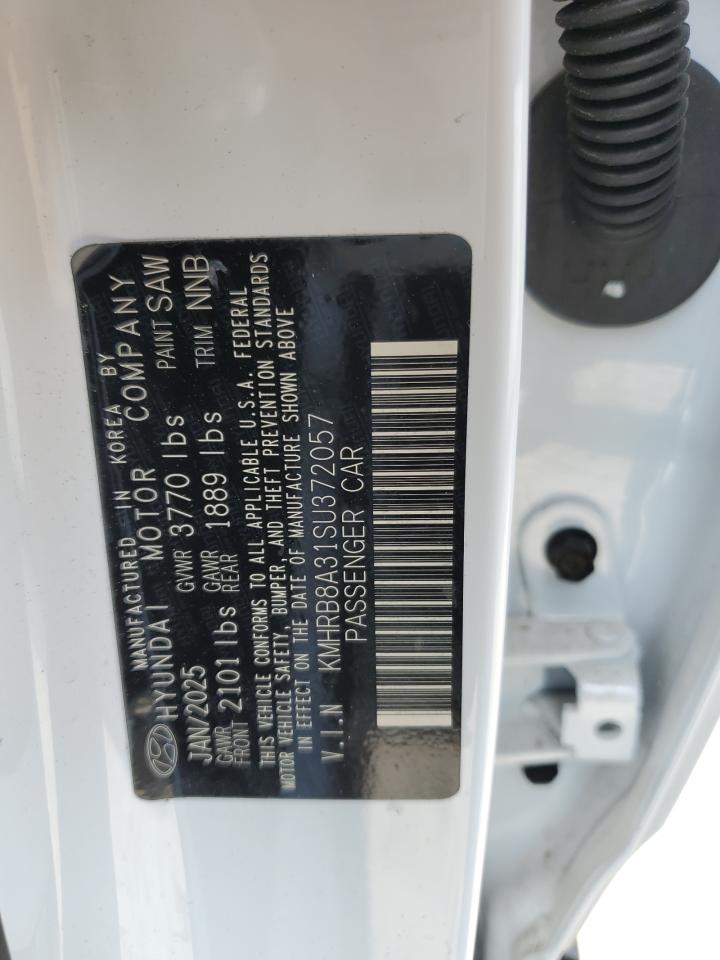 MANUFACTURED IN KOREA BY
HYUNDAI MOTOR COMPANY
JAN/2025 GVWR 3770 lbs PAINT SAW
GAWR FRONT 2101 lbs GAWR REAR 1889 lbs TRIM NNB
THIS VEHICLE CONFORMS TO ALL APPLICABLE U.S.A. FEDERAL
MOTOR VEHICLE SAFETY, BUMPER, AND THEFT PREVENTION STANDARDS
IN EFFECT ON THE DATE OF MANUFACTURE SHOWN ABOVE
V.I.N KMHRB8A31SU372057
PASSENGER CAR